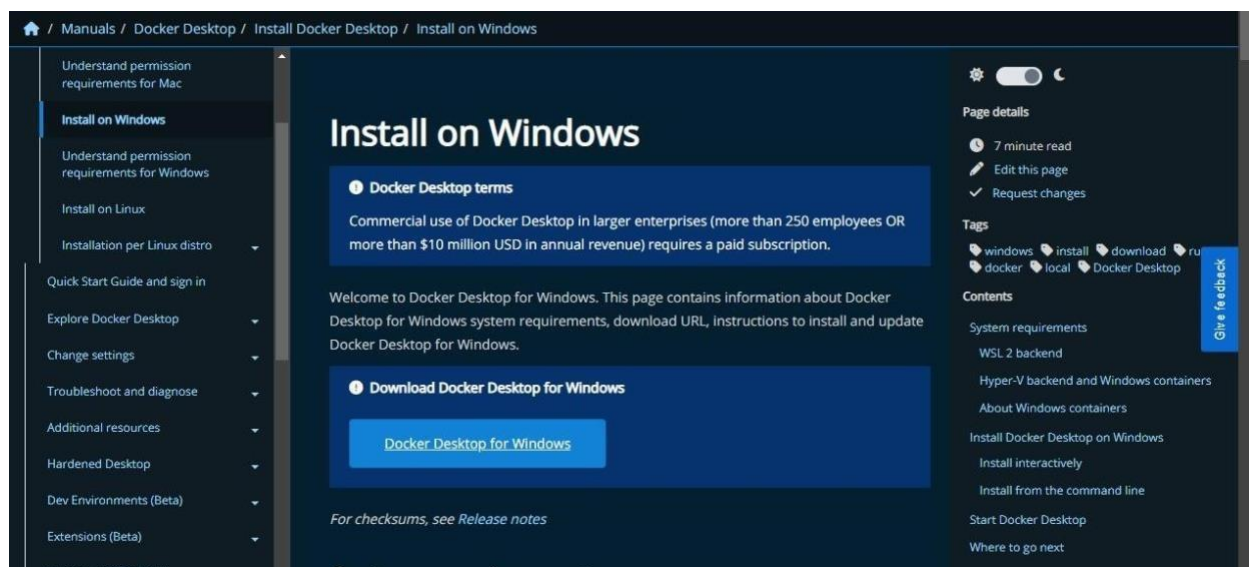 / Manuals / Docker Desktop / Install Docker Desktop / Install on Windows
Understand permission
requirements for Mac
Install on Windows
Understand permission
requirements for Windows
Install on Linux
Installation per Linux distro
Quick Start Guide and sign in
Explore Docker Desktop
Change settings
Troubleshoot and diagnose
Additional resources
Hardened Desktop
Dev Environments (Beta)
Extensions (Beta)
Install on Windows
Docker Desktop terms
Commercial use of Docker Desktop in larger enterprises (more than 250 employees OR
more than $10 million USD in annual revenue) requires a paid subscription.
Welcome to Docker Desktop for Windows. This page contains information about Docker
Desktop for Windows system requirements, download URL, instructions to install and update
Docker Desktop for Windows.
Download Docker Desktop for Windows
Docker Desktop for Windows
For checksums, see Release notes
Page details
7 minute read
Edit this page
Request changes
Tags
windows install download ru
docker local Docker Desktop
Contents
System requirements
WSL 2 backend
Hyper-V backend and Windows containers
About Windows containers
Install Docker Desktop on Windows
Install interactively
Install from the command line
Start Docker Desktop
Where to go next
Give feedback